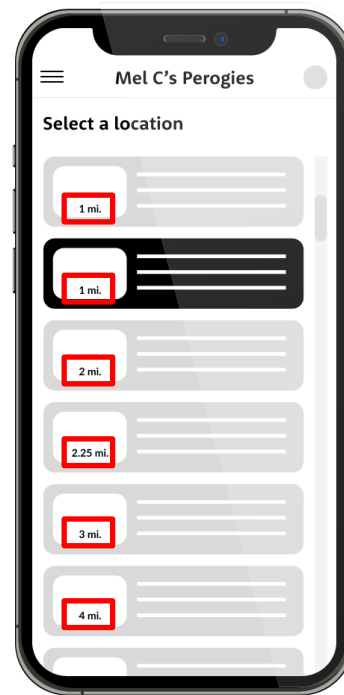 Mel C's Perogies
Select a location
1 mi.
1 mi.
2 mi.
2.25 mi.
3 mi.
4 mi.